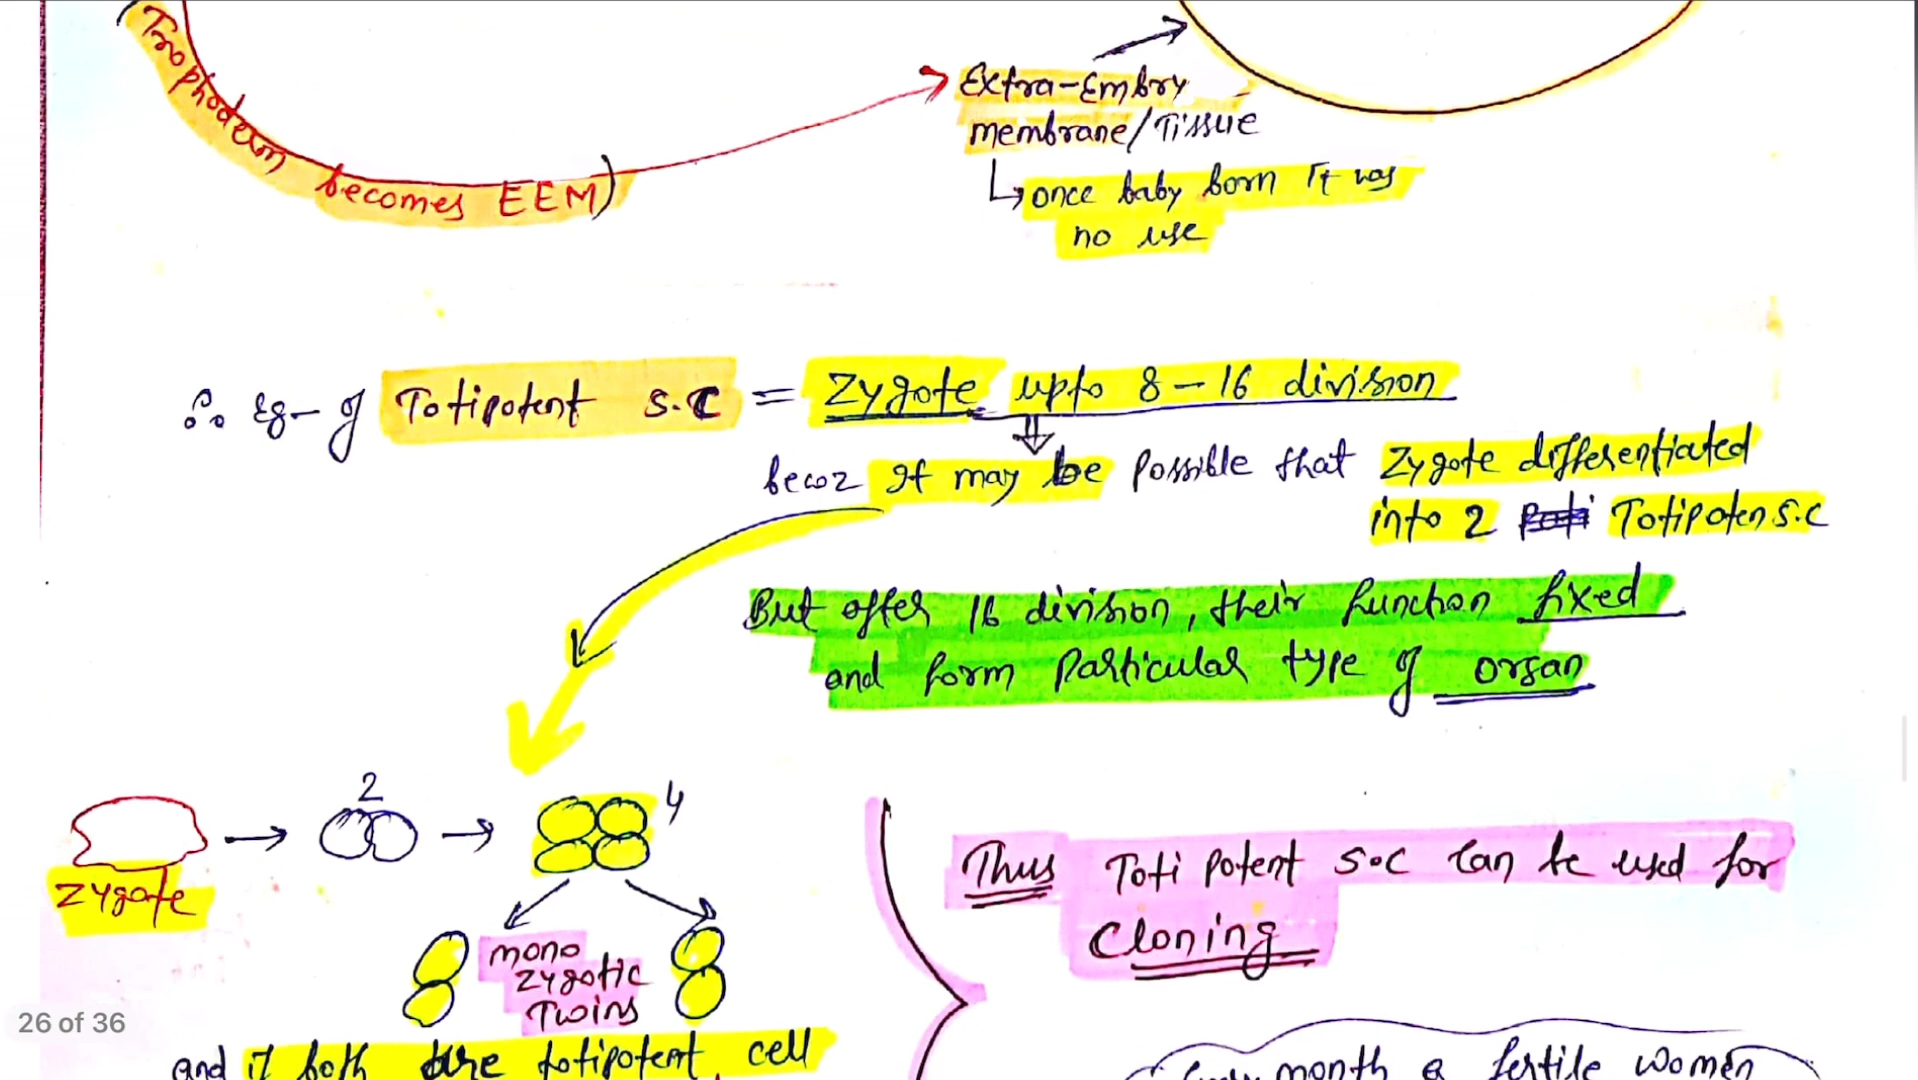 Trophoderm becomes EEM)
Extra-Embry
membrane/Tissue
↳ once baby born It was
no use
∴ Eg- of Totipotent S.C = Zygote upto 8-16 division
becoz It may be possible that Zygote differentiated
into 2 Totipoten S.C
But after 16 division, their function fixed
and form particular type of organ
2
4
Zygote
mono
zygotic
Twins
and if both are totipotent cell
Thus Toti potent S.C can be used for
Cloning
Every month a fertile women
26 of 36